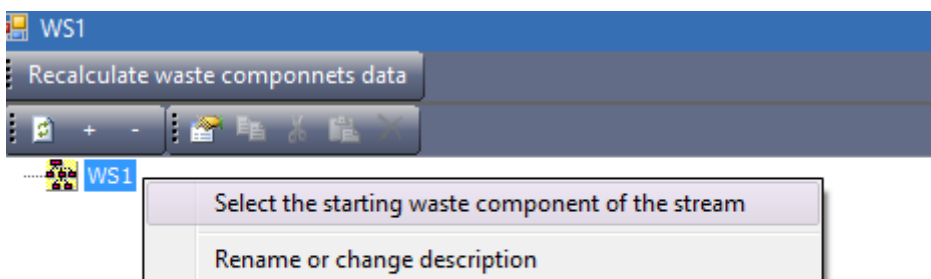 WS1
Recalculate waste componnets data
+ -
WS1
Select the starting waste component of the stream
Rename or change description